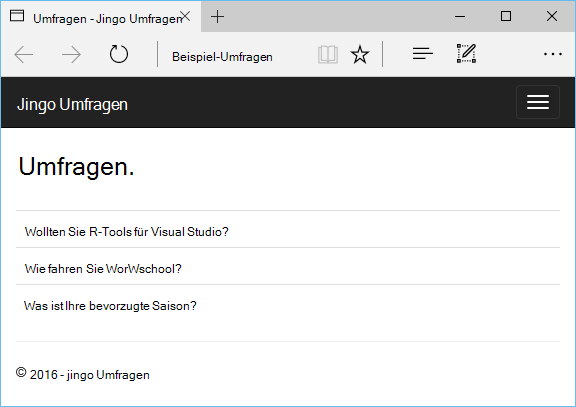 Umfragen - Jingo Umfragen
Beispiel-Umfragen
Jingo Umfragen
Umfragen.
Wollten Sie R-Tools für Visual Studio?
Wie fahren Sie WorWschool?
Was ist Ihre bevorzugte Saison?
© 2016 - jingo Umfragen